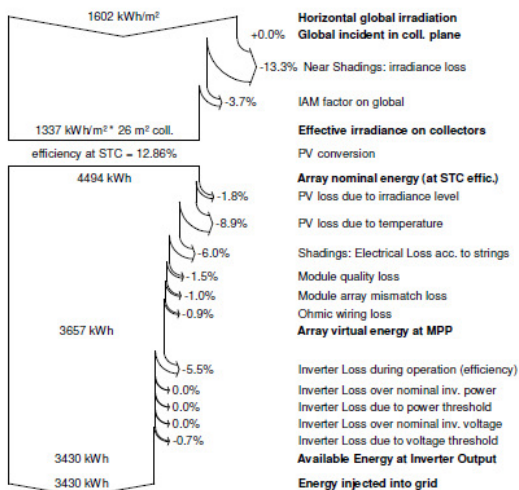 1602 kWh/m² Horizontal global irradiation
+0.0% Global incident in coll. plane
-13.3% Near Shadings: irradiance loss
-3.7% IAM factor on global
1337 kWh/m² * 26 m² coll. Effective irradiance on collectors
efficiency at STC = 12.86% PV conversion
4494 kWh Array nominal energy (at STC effic.)
-1.8% PV loss due to irradiance level
-8.9% PV loss due to temperature
-6.0% Shadings: Electrical Loss acc. to strings
-1.5% Module quality loss
-1.0% Module array mismatch loss
-0.9% Ohmic wiring loss
3657 kWh Array virtual energy at MPP
-5.5% Inverter Loss during operation (efficiency)
0.0% Inverter Loss over nominal inv. power
0.0% Inverter Loss due to power threshold
0.0% Inverter Loss over nominal inv. voltage
-0.7% Inverter Loss due to voltage threshold
3430 kWh Available Energy at Inverter Output
3430 kWh Energy injected into grid